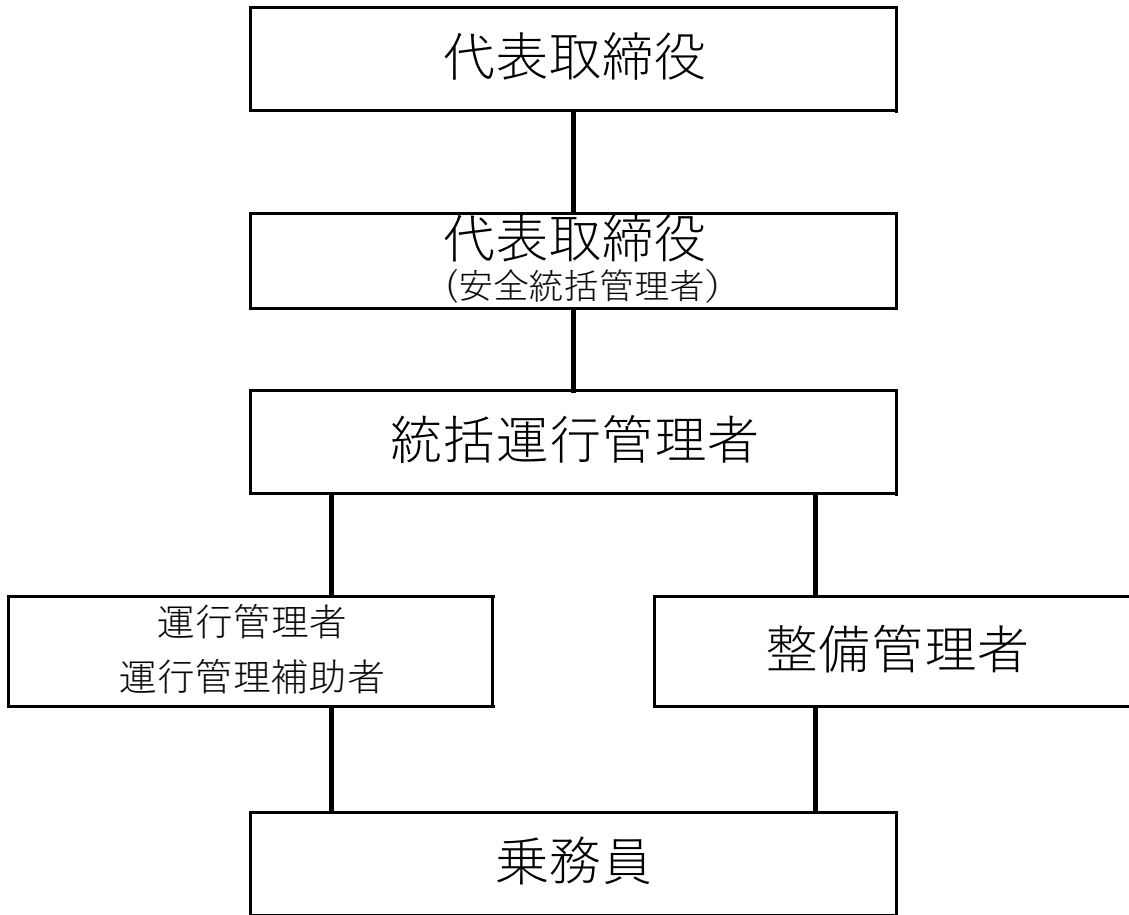 代表取締役
代表取締役
(安全統括管理者)
統括運行管理者
運行管理者
運行管理補助者
整備管理者
乗務員